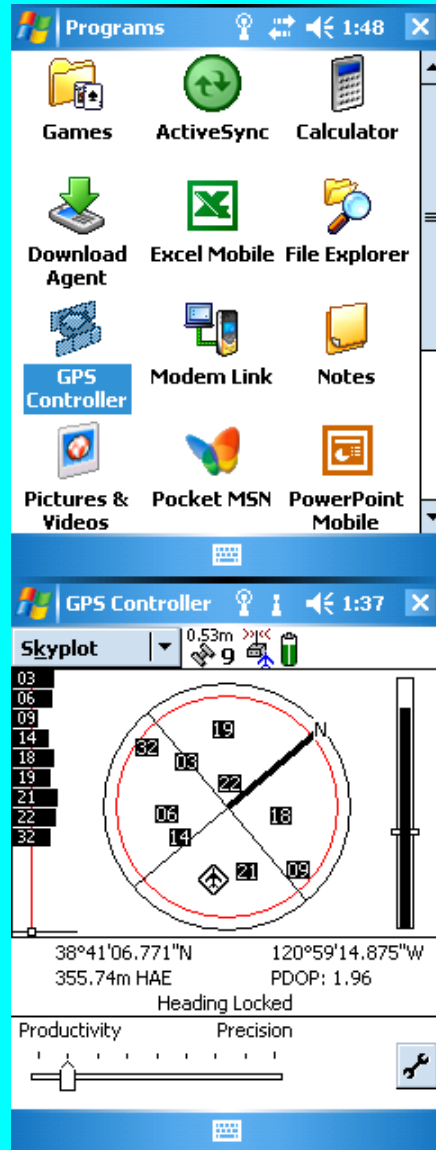 Programs 1:48
Games ActiveSync Calculator
Download Agent Excel Mobile File Explorer
GPS Controller Modem Link Notes
Pictures & Videos Pocket MSN PowerPoint Mobile
GPS Controller 1:37
Skyplot 0.53m 9
03
06
09
14
18
19
21
22
32
N
19
32
03
22
06
18
14
21
09
38°41'06.771"N 120°59'14.875"W
355.74m HAE PDOP: 1.96
Heading Locked
Productivity Precision